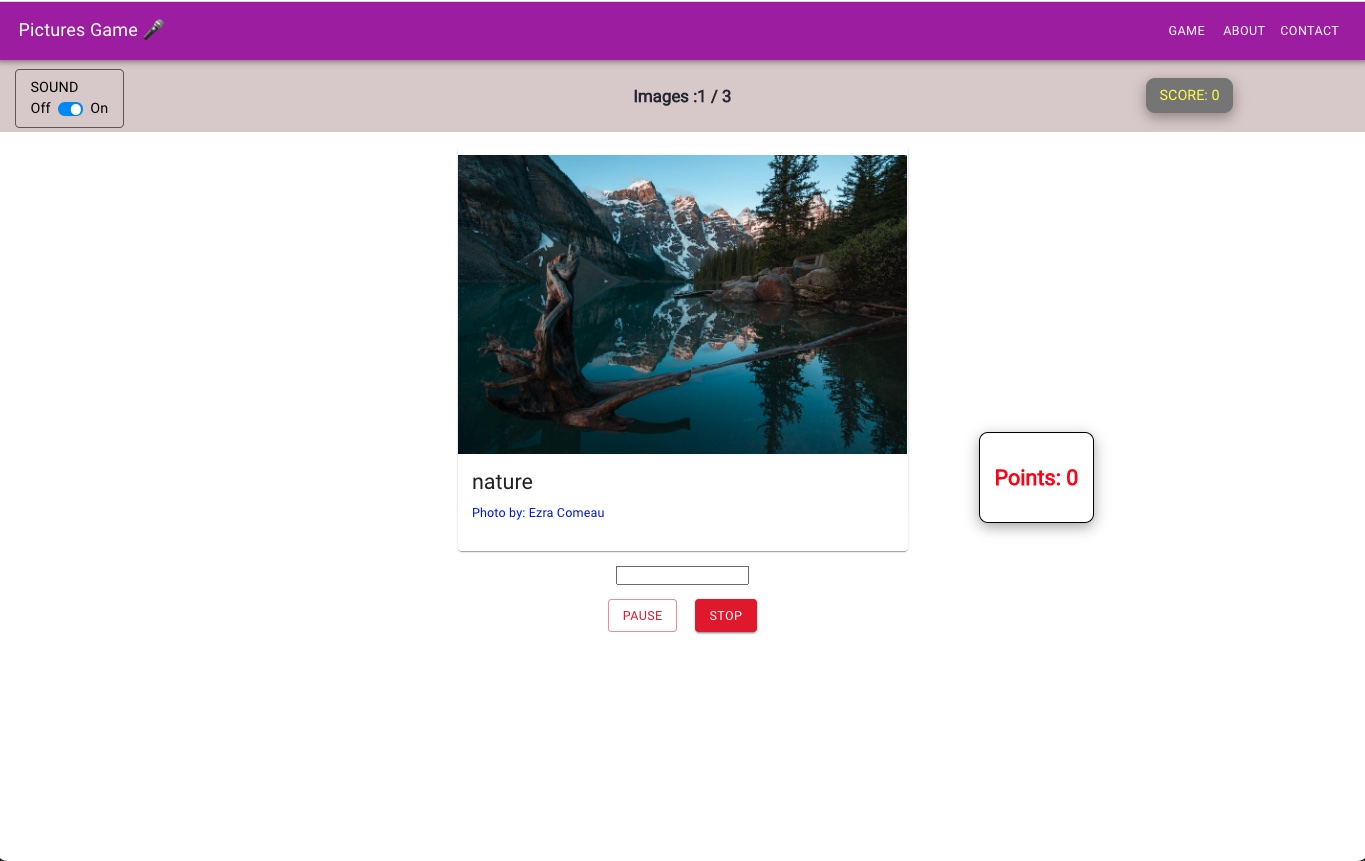 Pictures Game 🎤
GAME ABOUT CONTACT
SOUND
Off On
Images :1 / 3
SCORE: 0
nature
Photo by: Ezra Comeau
Points: 0
PAUSE STOP